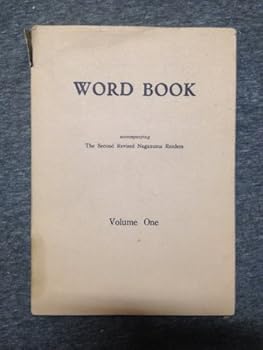 WORD BOOK
accompanying
The Second Revised Naganuma Readers
Volume One